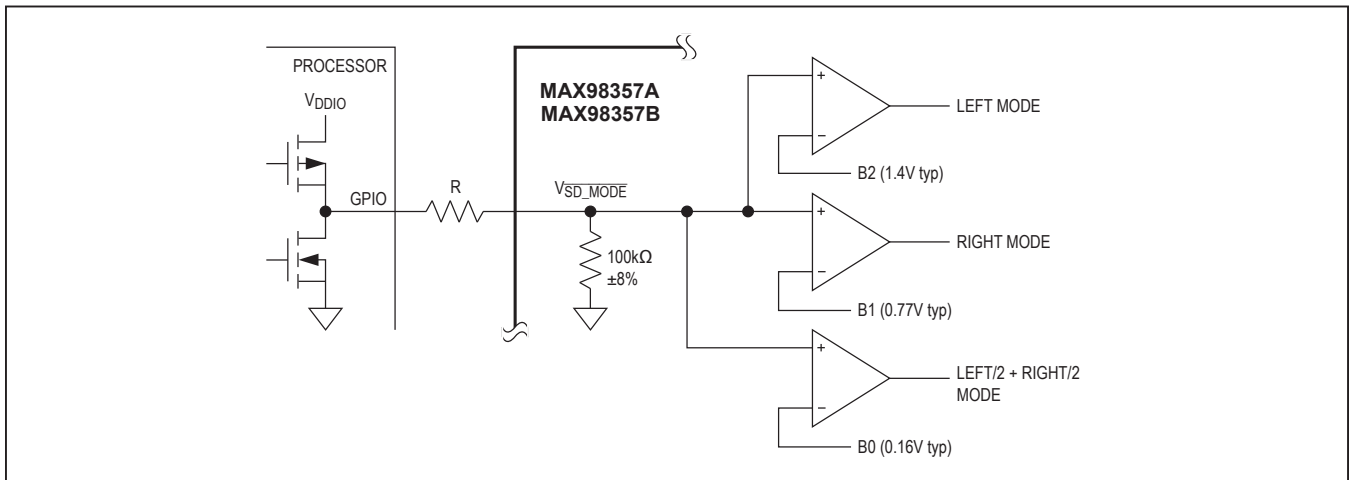 PROCESSOR
VDDIO
GPIO
R
MAX98357A
MAX98357B
VSD_MODE
100kΩ
±8%
+
−
LEFT MODE
B2 (1.4V typ)
+
−
RIGHT MODE
B1 (0.77V typ)
+
−
LEFT/2 + RIGHT/2
MODE
B0 (0.16V typ)